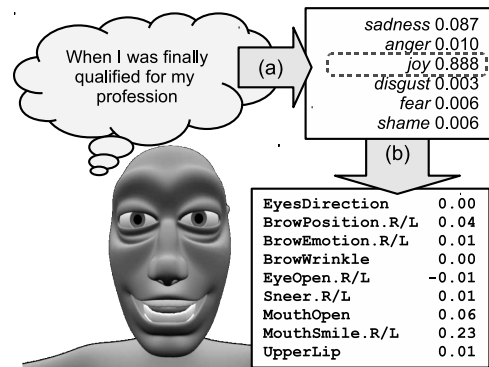 When I was finally
qualified for my
profession
(a)
sadness 0.087
anger 0.010
joy 0.888
disgust 0.003
fear 0.006
shame 0.006
(b)
EyesDirection 0.00
BrowPosition.R/L 0.04
BrowEmotion.R/L 0.01
BrowWrinkle 0.00
EyeOpen.R/L -0.01
Sneer.R/L 0.01
MouthOpen 0.06
MouthSmile.R/L 0.23
UpperLip 0.01